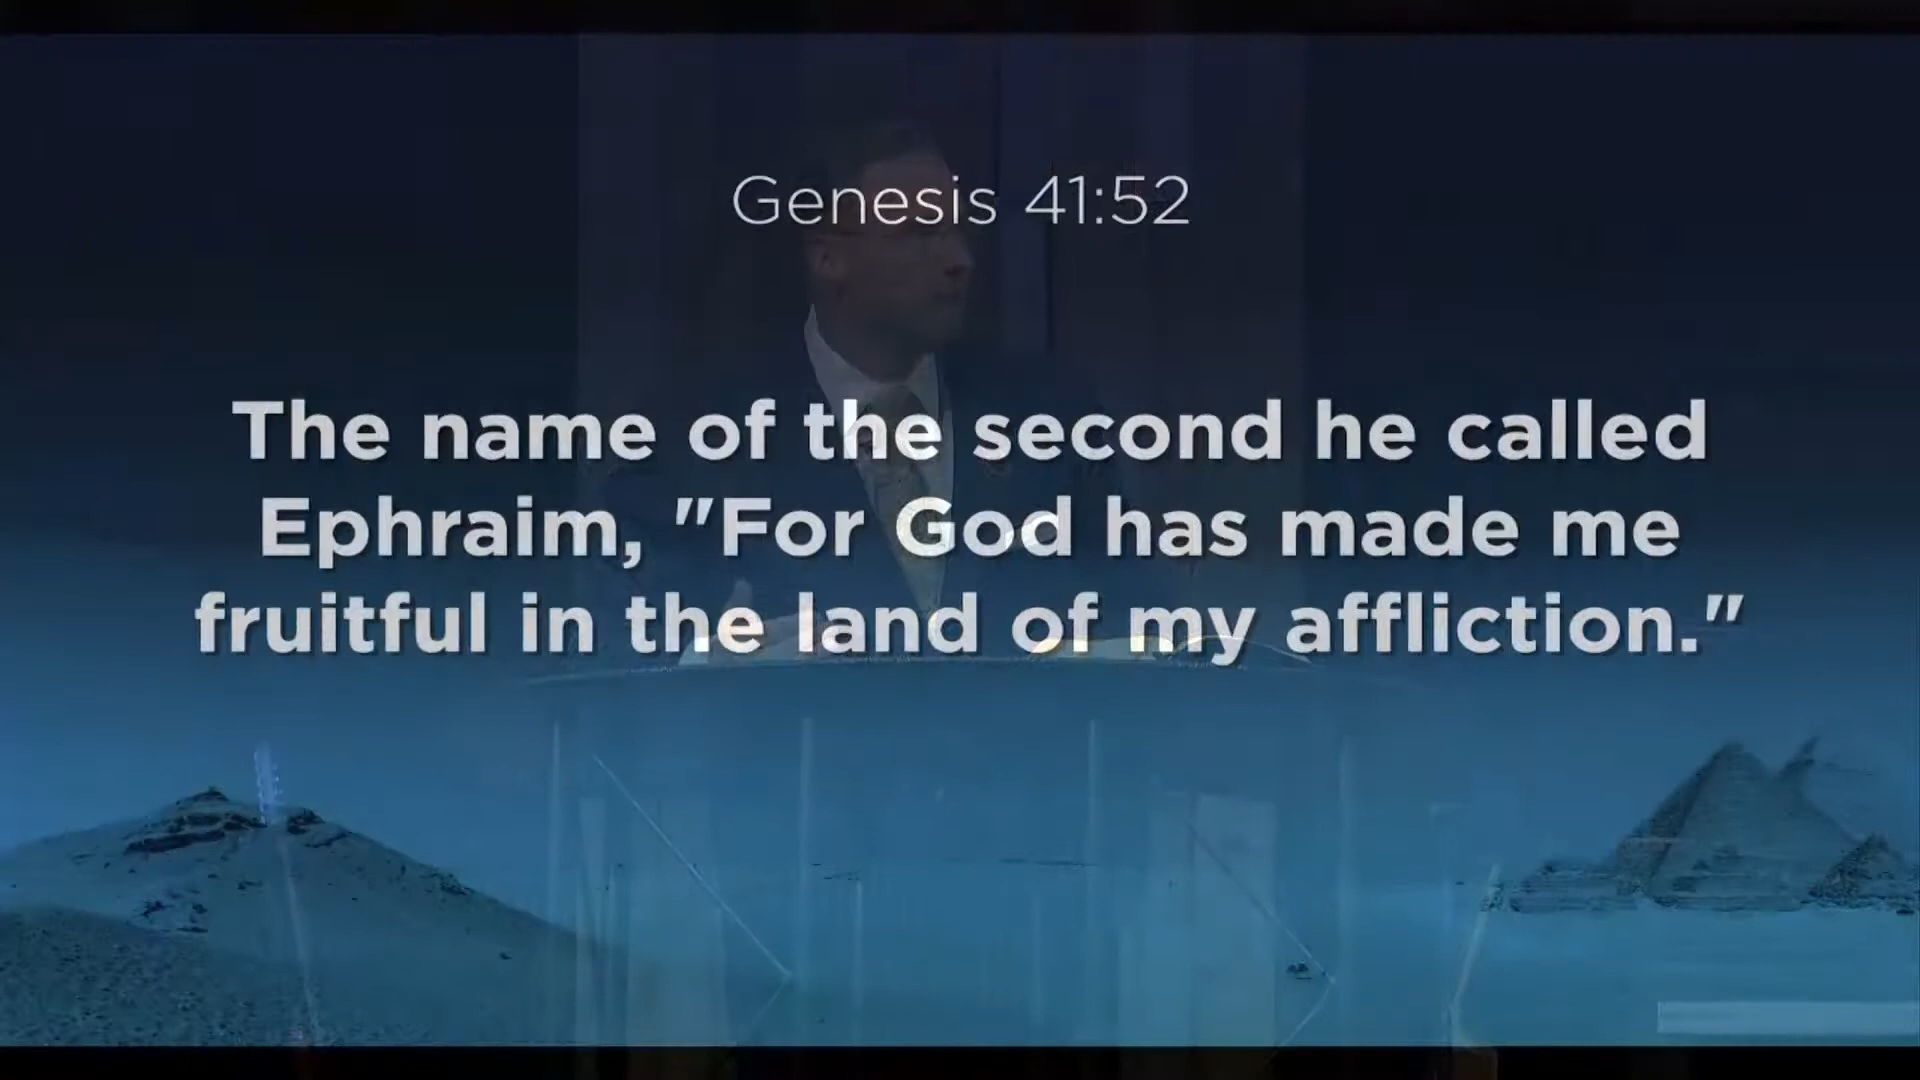 Genesis 41:52
The name of the second he called
Ephraim, "For God has made me
fruitful in the land of my affliction."